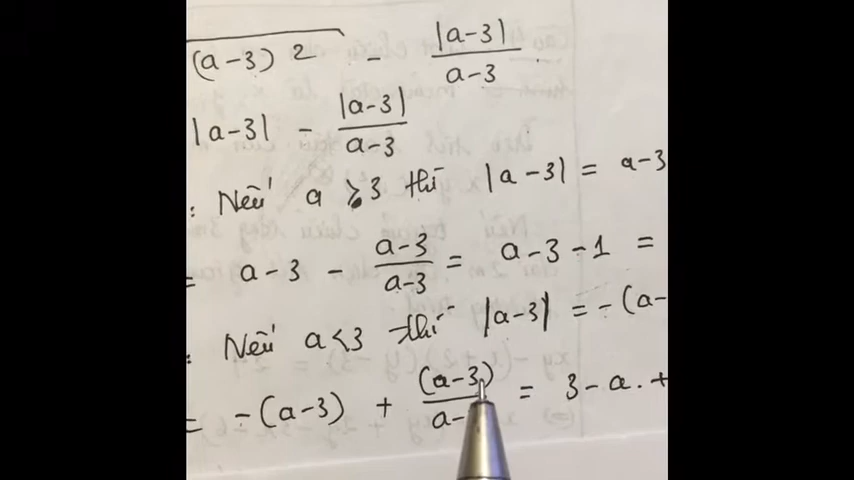 (a-3) 2 - |a-3| / a-3
|a-3| - |a-3| / a-3
: Nếu a ≥ 3 thì |a-3| = a-3
= a-3 - a-3 / a-3 = a-3-1 =
: Nếu a < 3 thì |a-3| = -(a-
= -(a-3) + (a-3) / a- = 3-a. +